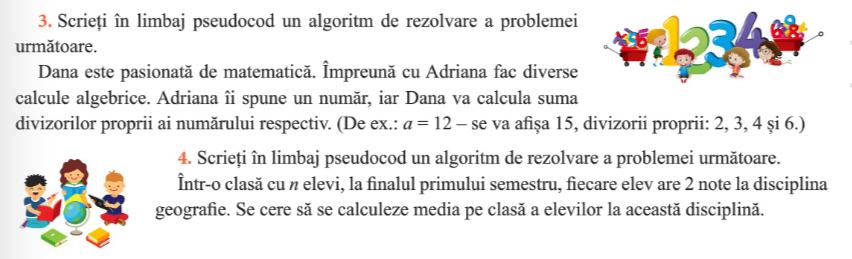 3. Scrieți în limbaj pseudocod un algoritm de rezolvare a problemei
următoare.
Dana este pasionată de matematică. Împreună cu Adriana fac diverse
calcule algebrice. Adriana îi spune un număr, iar Dana va calcula suma
divizorilor proprii ai numărului respectiv. (De ex.: a = 12 – se va afișa 15, divizorii proprii: 2, 3, 4 și 6.)
1234
4. Scrieți în limbaj pseudocod un algoritm de rezolvare a problemei următoare.
Într-o clasă cu n elevi, la finalul primului semestru, fiecare elev are 2 note la disciplina
geografie. Se cere să se calculeze media pe clasă a elevilor la această disciplină.